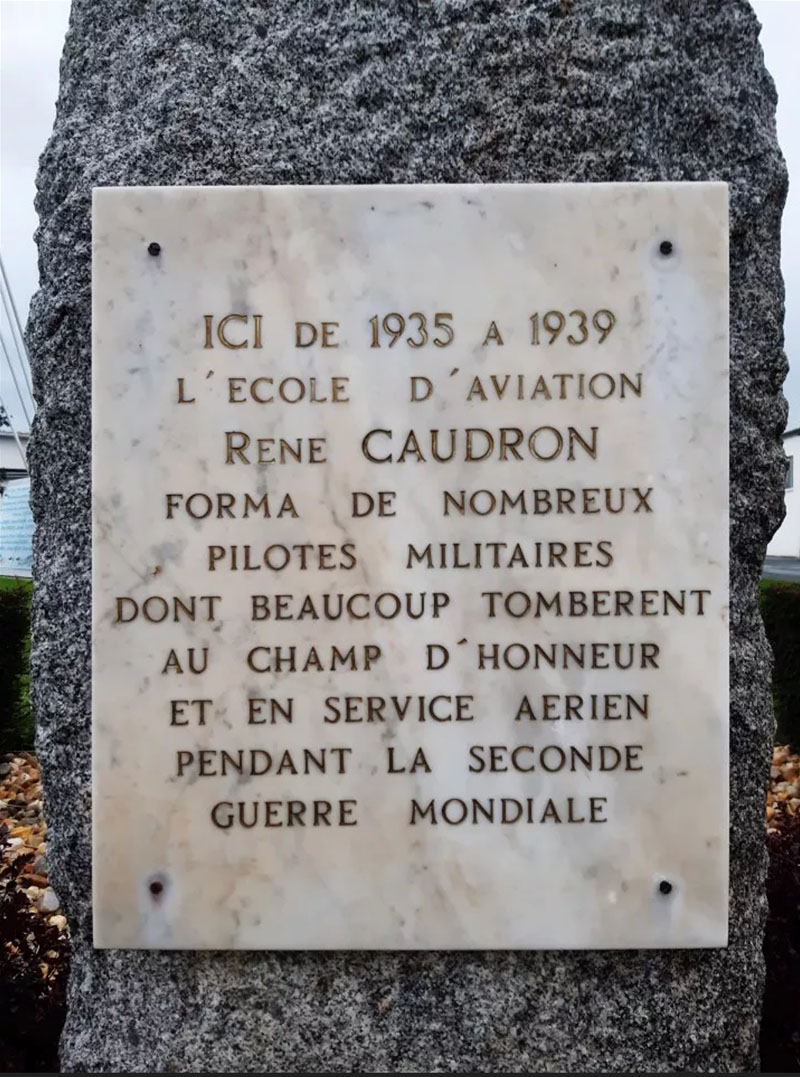 ICI DE 1935 A 1939
L´ECOLE D´AVIATION
RENE CAUDRON
FORMA DE NOMBREUX
PILOTES MILITAIRES
DONT BEAUCOUP TOMBERENT
AU CHAMP D´HONNEUR
ET EN SERVICE AERIEN
PENDANT LA SECONDE
GUERRE MONDIALE